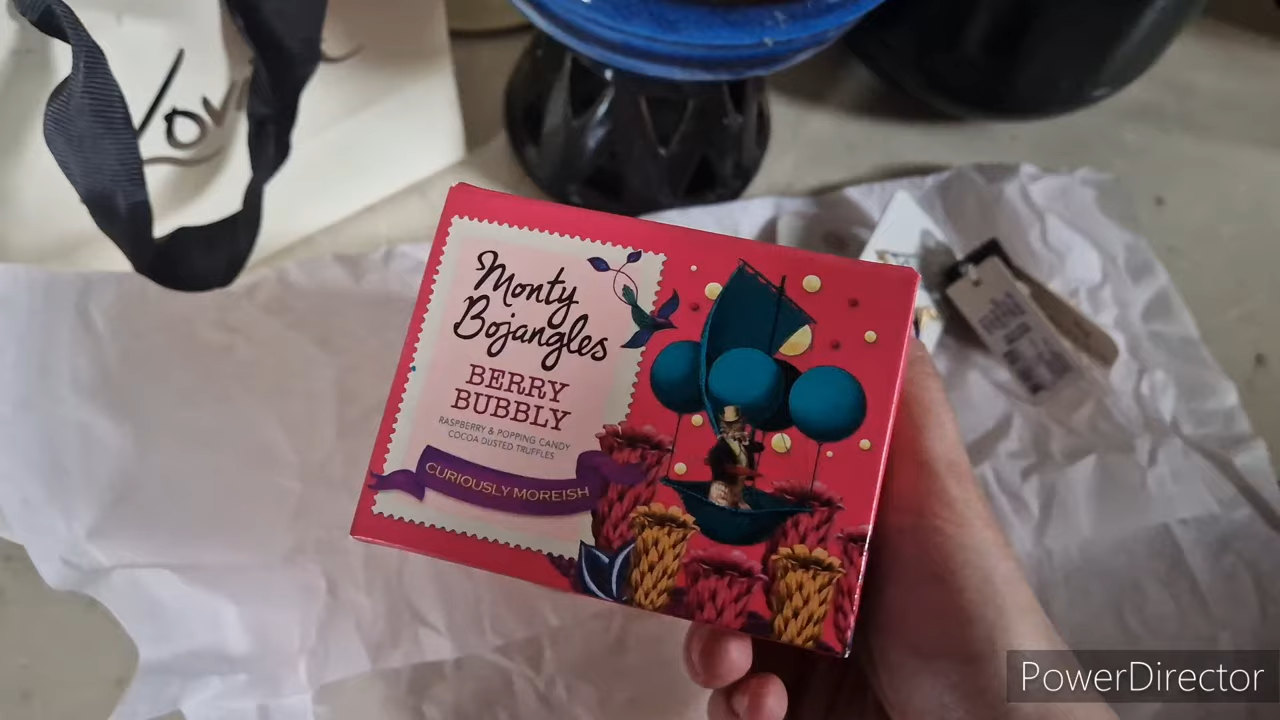 Monty
Bojangles
BERRY
BUBBLY
RASPBERRY & POPPING CANDY
COCOA DUSTED TRUFFLES
CURIOUSLY MOREISH
PowerDirector